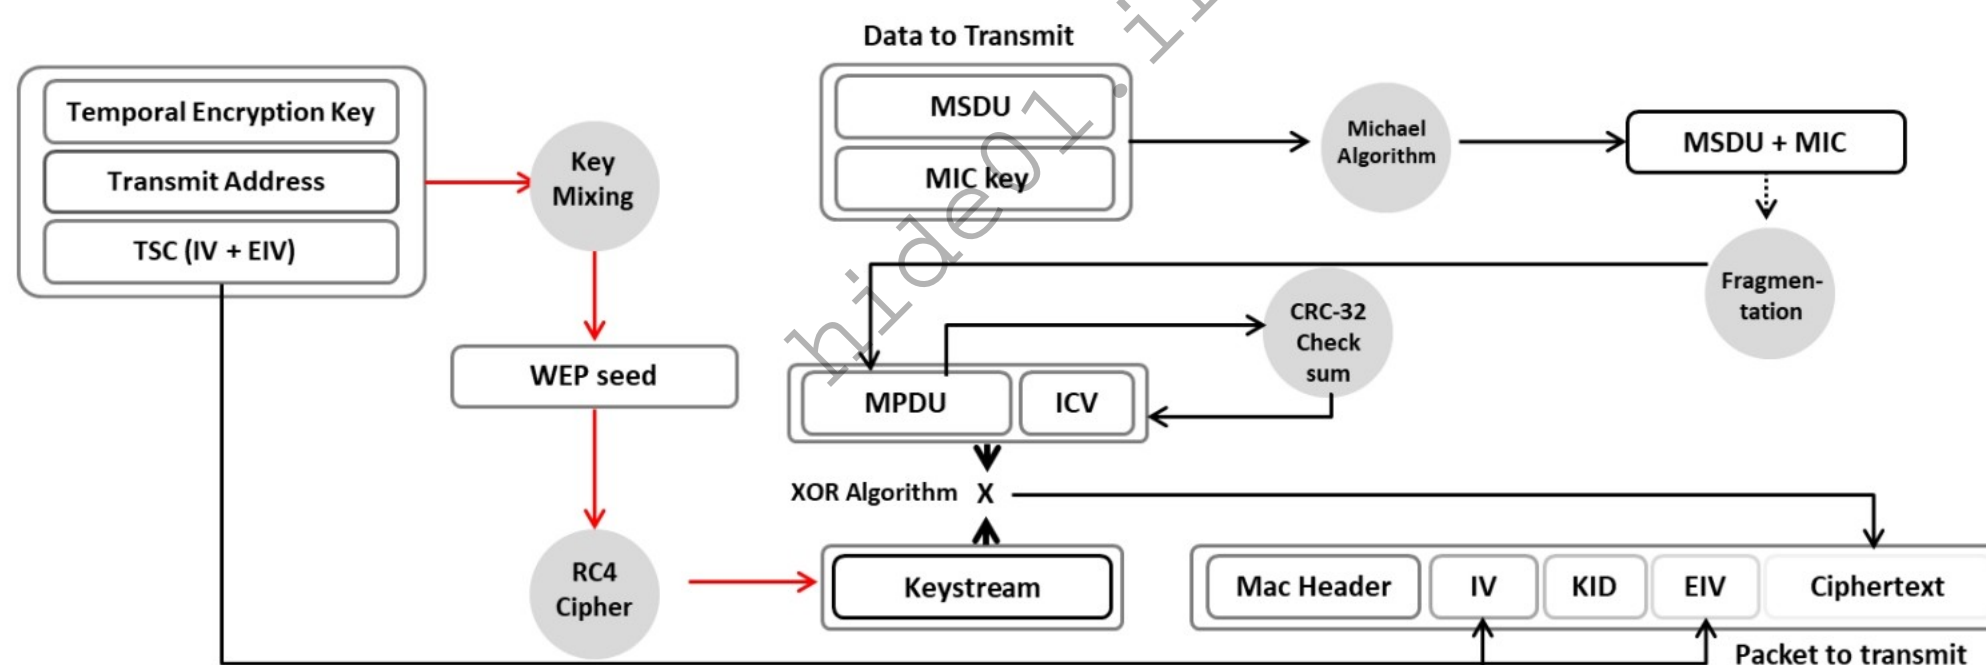 Data to Transmit
Temporal Encryption Key
Transmit Address
TSC (IV + EIV)
Key
Mixing
MSDU
MIC key
Michael
Algorithm
MSDU + MIC
Fragmen-
tation
CRC-32
Check
sum
WEP seed
MPDU
ICV
XOR Algorithm X
RC4
Cipher
Keystream
Mac Header
IV
KID
EIV
Ciphertext
Packet to transmit